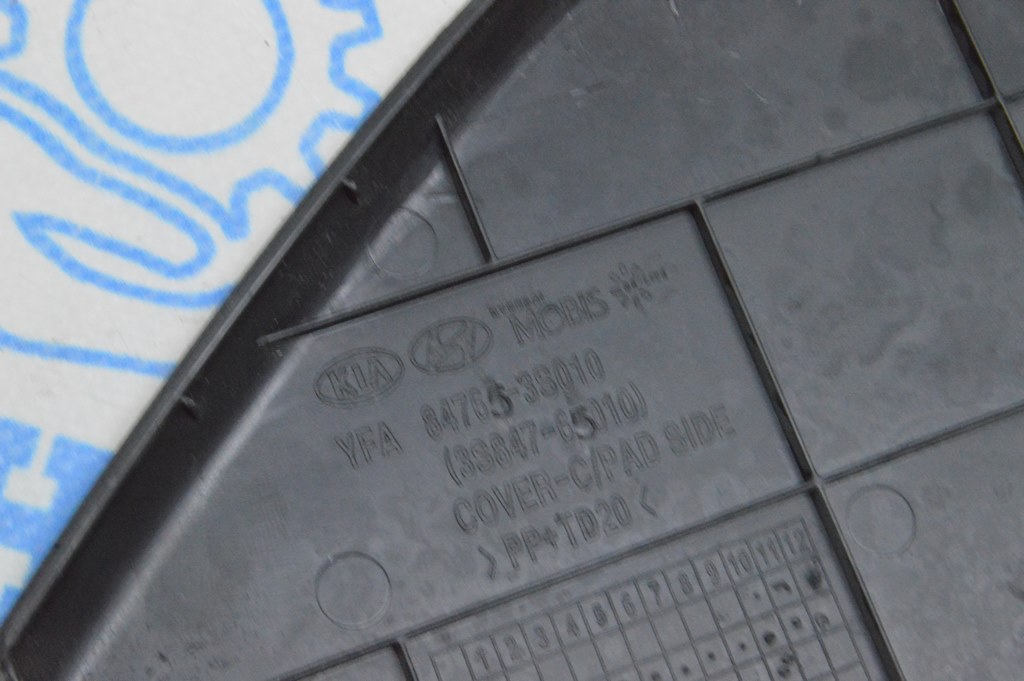 KIA MOBIS
YFA 84765-3S010
(3S847-65010)
COVER-C/PAD SIDE
>PP+TD20<
1 2 3 4 5 6 7 8 9 10 11 12